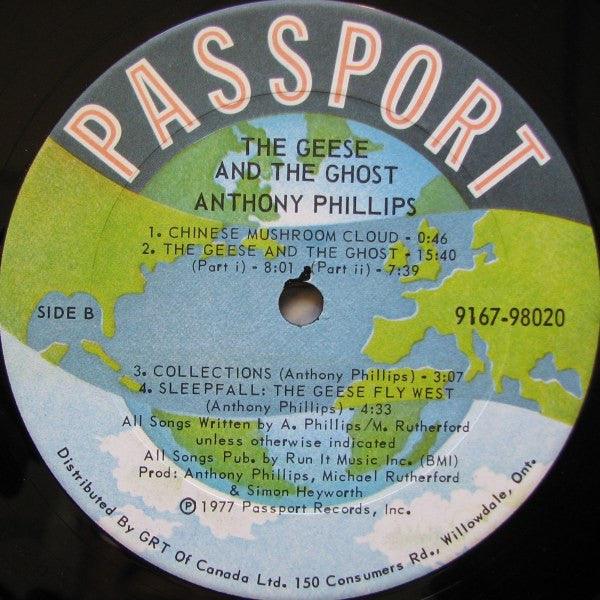 PASSPORT
THE GEESE
AND THE GHOST
ANTHONY PHILLIPS
1. CHINESE MUSHROOM CLOUD - 0:46
2. THE GEESE AND THE GHOST - 15:40
(Part i) - 8:01 (Part ii) - 7:39
SIDE B
9167-98020
3. COLLECTIONS (Anthony Phillips) - 3:07
4. SLEEPFALL: THE GEESE FLY WEST
(Anthony Phillips) - 4:33
All Songs Written by A. Phillips/M. Rutherford
unless otherwise indicated
All Songs Pub. by Run It Music Inc. (BMI)
Prod: Anthony Phillips, Michael Rutherford
& Simon Heyworth
℗ 1977 Passport Records, Inc.
Distributed By GRT Of Canada Ltd. 150 Consumers Rd., Willowdale, Ont.